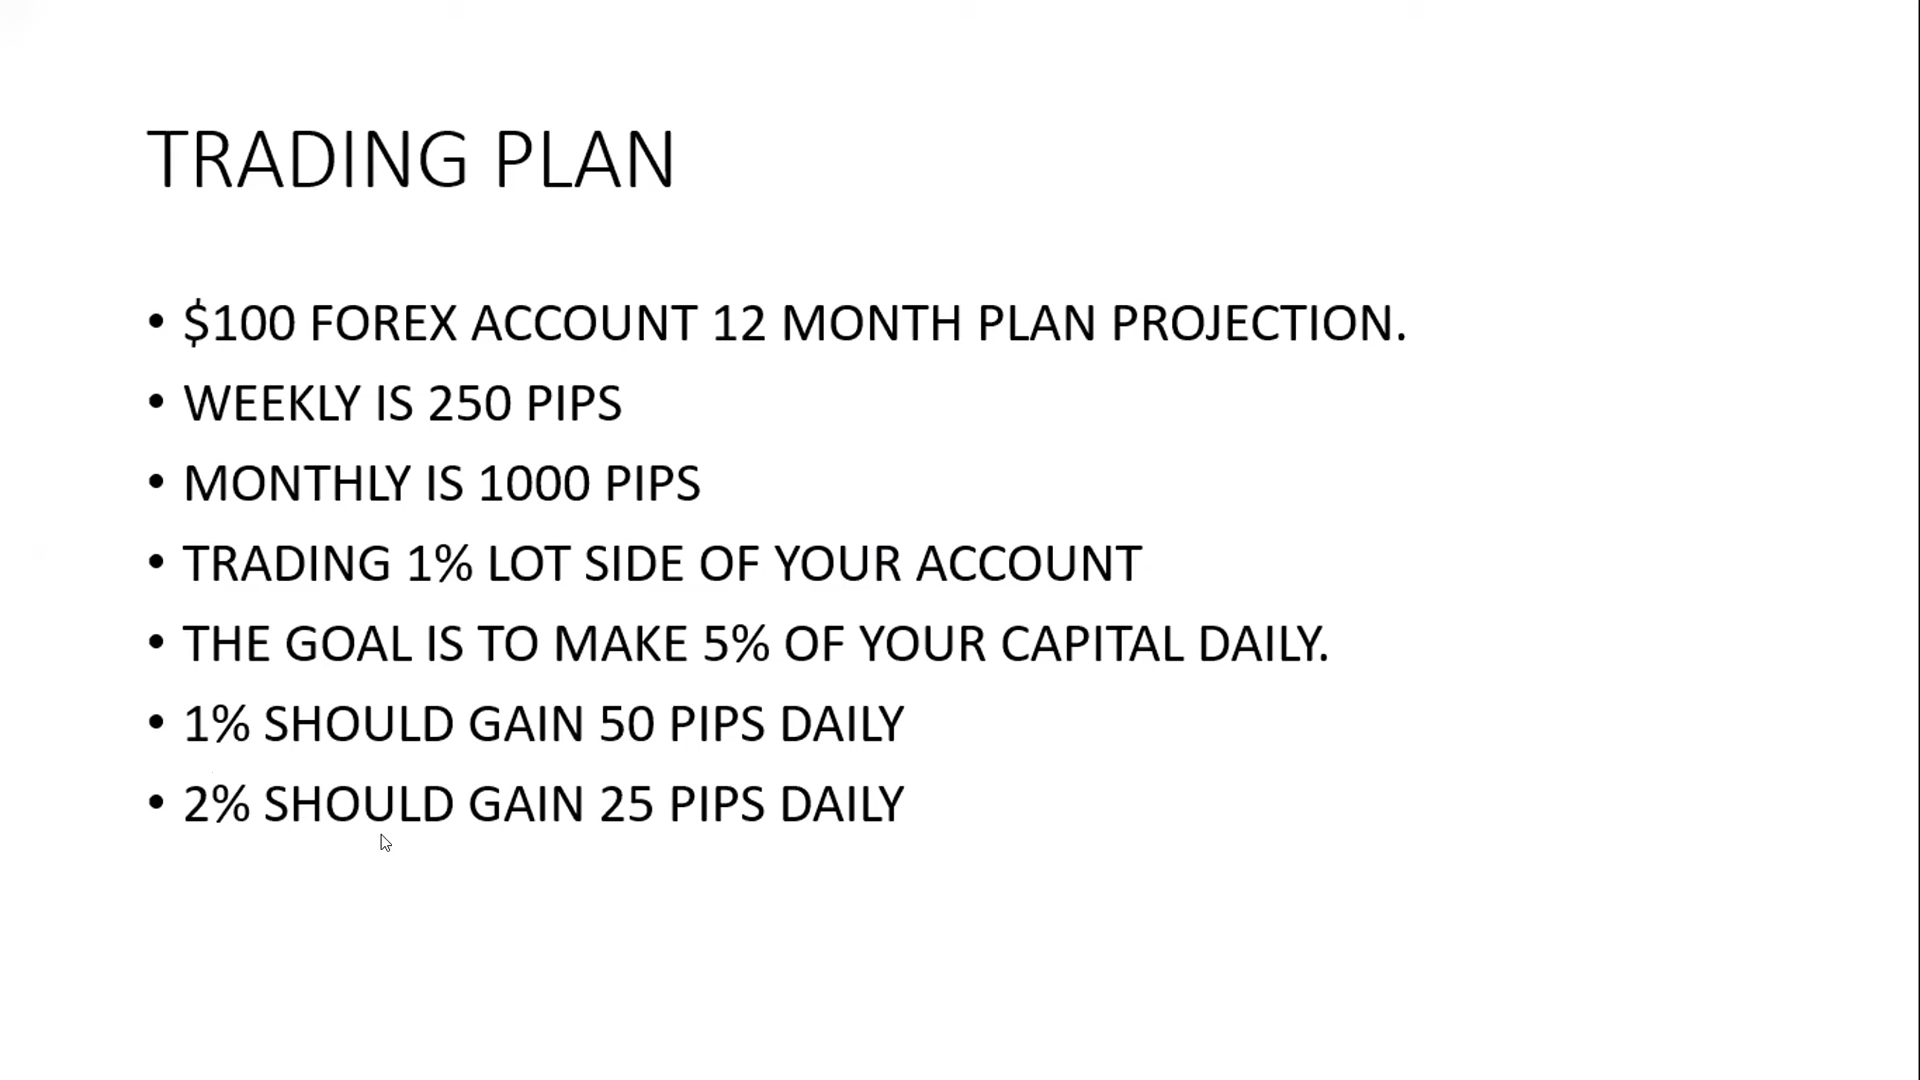 TRADING PLAN
• $100 FOREX ACCOUNT 12 MONTH PLAN PROJECTION.
• WEEKLY IS 250 PIPS
• MONTHLY IS 1000 PIPS
• TRADING 1% LOT SIDE OF YOUR ACCOUNT
• THE GOAL IS TO MAKE 5% OF YOUR CAPITAL DAILY.
• 1% SHOULD GAIN 50 PIPS DAILY
• 2% SHOULD GAIN 25 PIPS DAILY